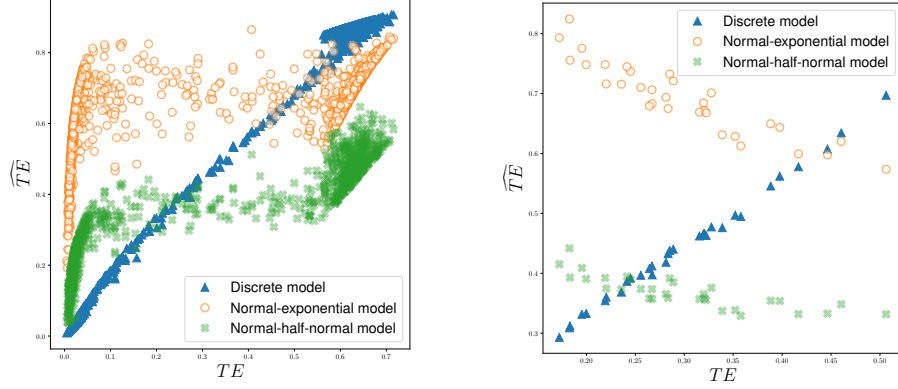 0.8
0.6
0.4
0.2
0.0
0.0 0.1 0.2 0.3 0.4 0.5 0.6 0.7
TE
TE
Discrete model
Normal-exponential model
Normal-half-normal model
0.8
0.7
0.6
0.5
0.4
0.3
0.20 0.25 0.30 0.35 0.40 0.45 0.50
TE
TE
Discrete model
Normal-exponential model
Normal-half-normal model